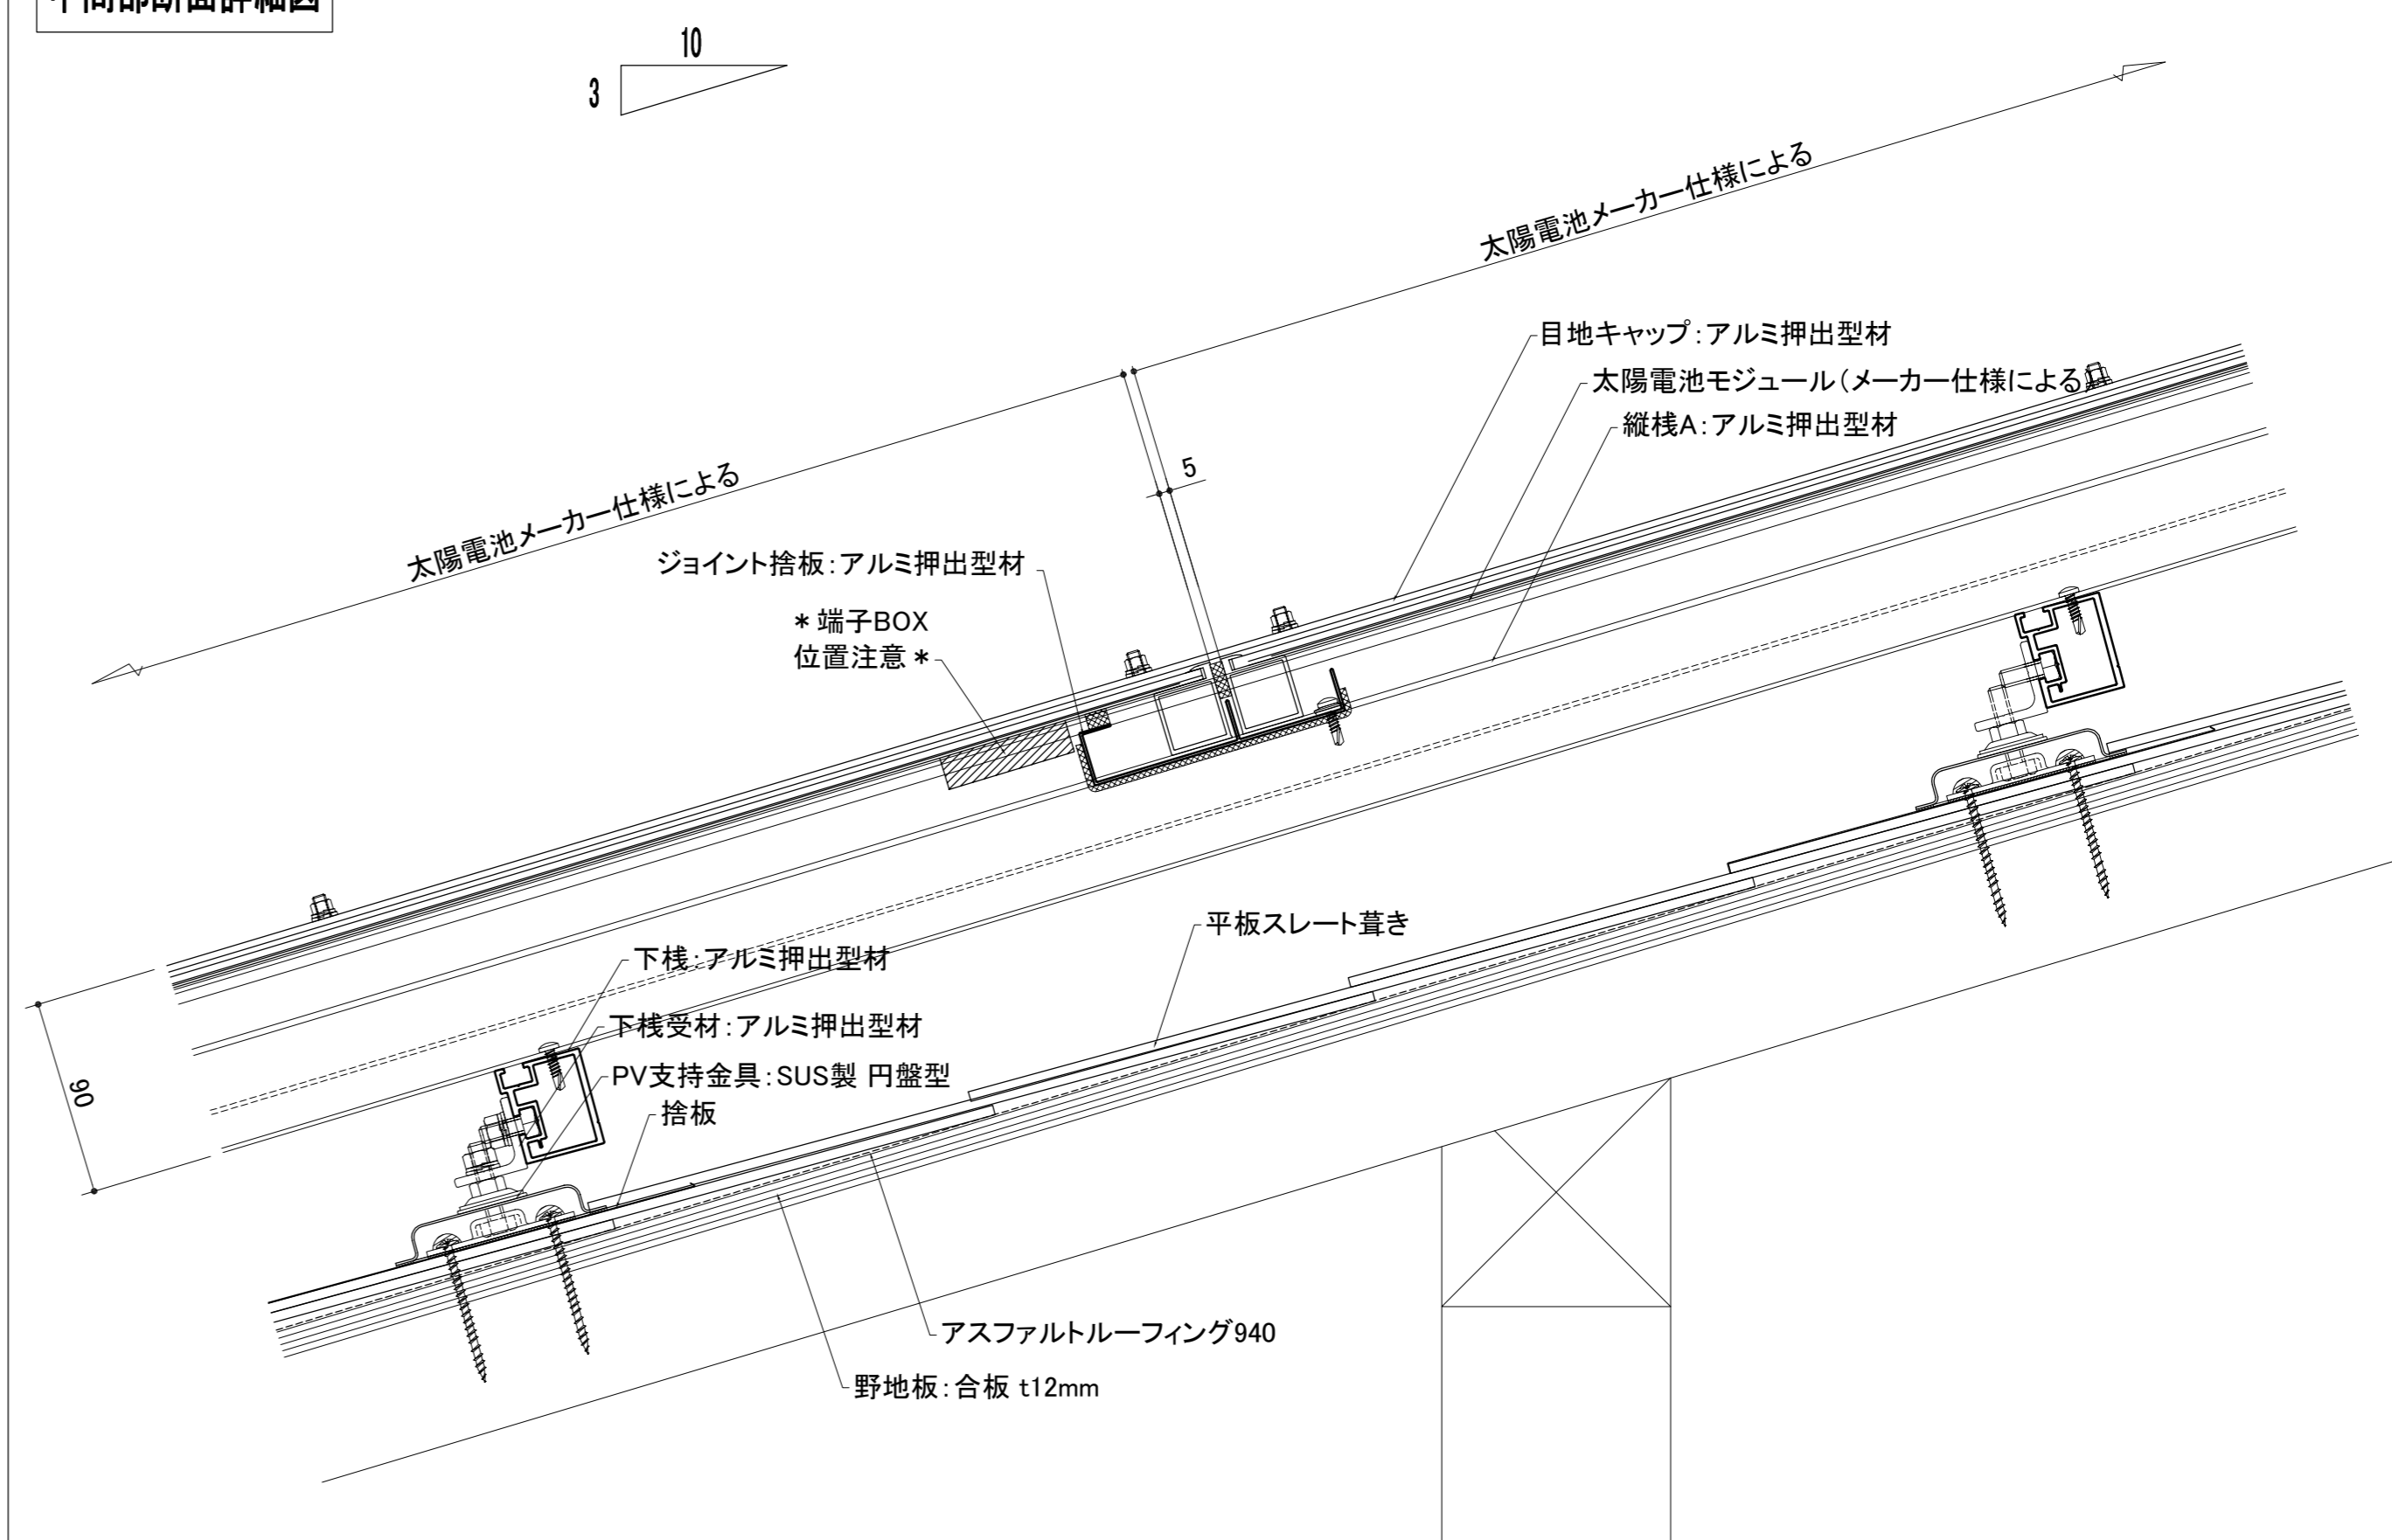 10
3
太陽電池メーカー仕様による
目地キャップ:アルミ押出型材
太陽電池モジュール(メーカー仕様による)
縦桟A:アルミ押出型材
5
太陽電池メーカー仕様による
ジョイント捨板:アルミ押出型材
*端子BOX
位置注意*
平板スレート葺き
下桟:アルミ押出型材
下桟受材:アルミ押出型材
PV支持金具:SUS製 円盤型
捨板
90
アスファルトルーフィング940
野地板:合板 t12mm